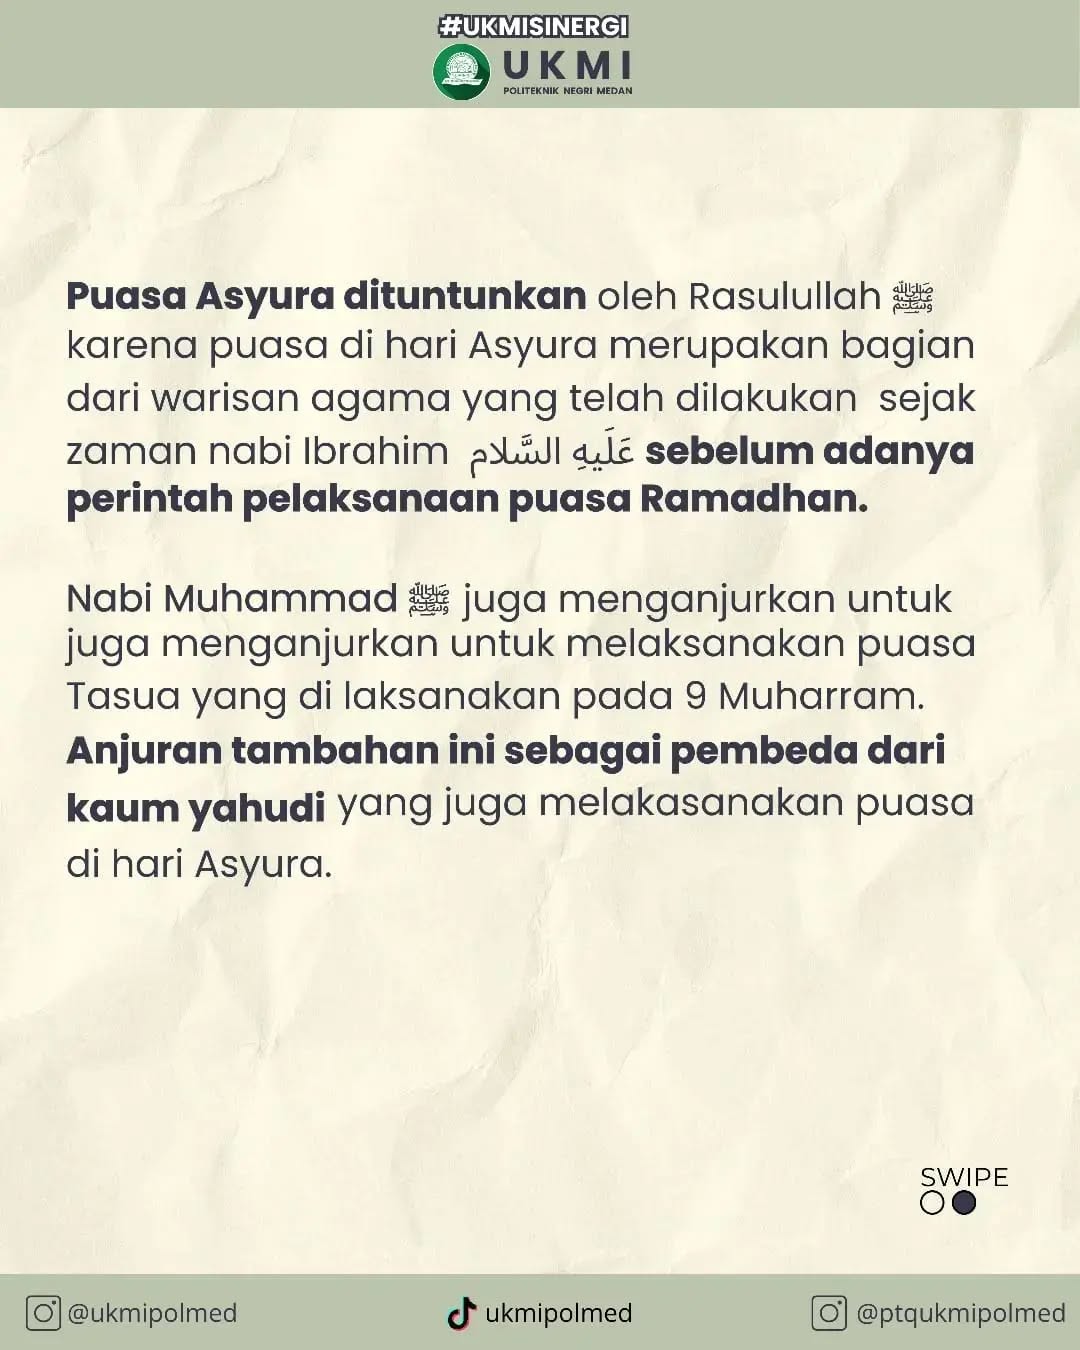 #UKMISINERGI
UKMI
POLITEKNIK NEGRI MEDAN
Puasa Asyura dituntunkan oleh Rasulullah ﷺ
karena puasa di hari Asyura merupakan bagian
dari warisan agama yang telah dilakukan sejak
zaman nabi Ibrahim عَلَيهِ السَّلام sebelum adanya
perintah pelaksanaan puasa Ramadhan.
Nabi Muhammad ﷺ juga menganjurkan untuk
juga menganjurkan untuk melaksanakan puasa
Tasua yang di laksanakan pada 9 Muharram.
Anjuran tambahan ini sebagai pembeda dari
kaum yahudi yang juga melakasanakan puasa
di hari Asyura.
SWIPE
@ukmipolmed
ukmipolmed
@ptqukmipolmed